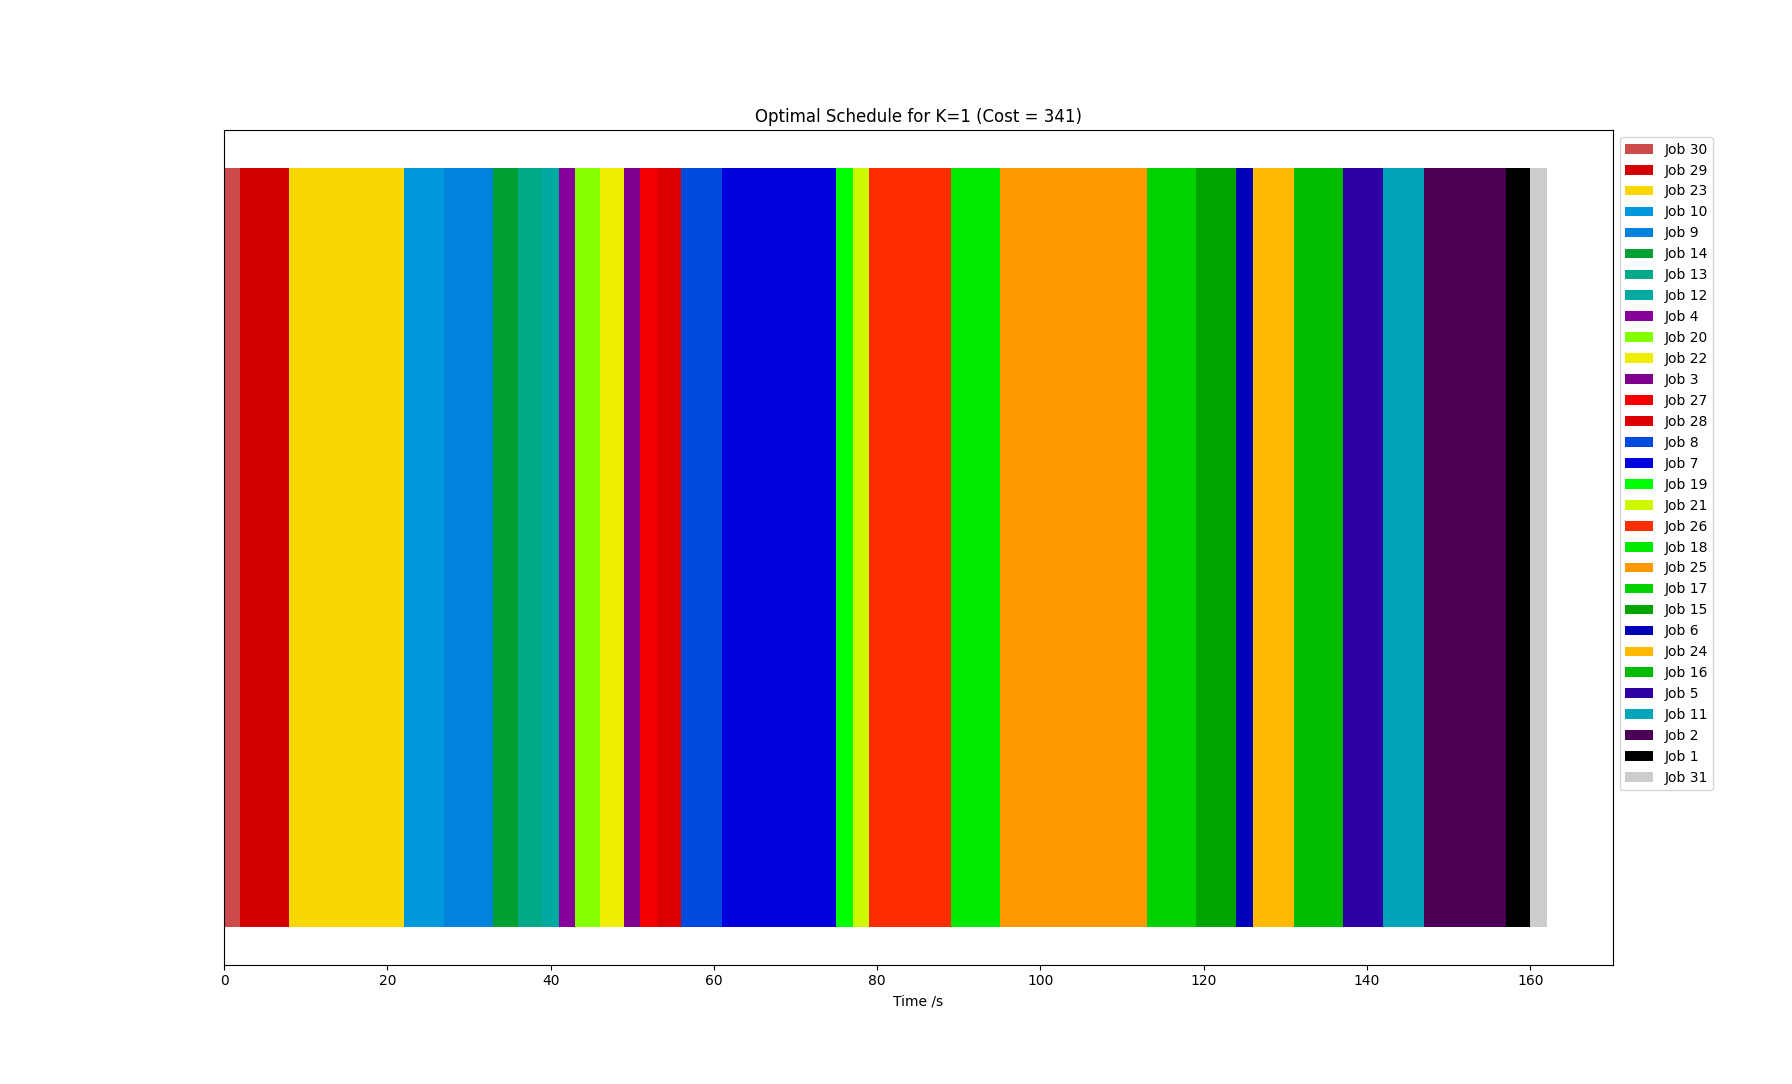 Optimal Schedule for K=1 (Cost = 341)
Job 30
Job 29
Job 23
Job 10
Job 9
Job 14
Job 13
Job 12
Job 4
Job 20
Job 22
Job 3
Job 27
Job 28
Job 8
Job 7
Job 19
Job 21
Job 26
Job 18
Job 25
Job 17
Job 15
Job 6
Job 24
Job 16
Job 5
Job 11
Job 2
Job 1
Job 31
0 20 40 60 80 100 120 140 160
Time /s